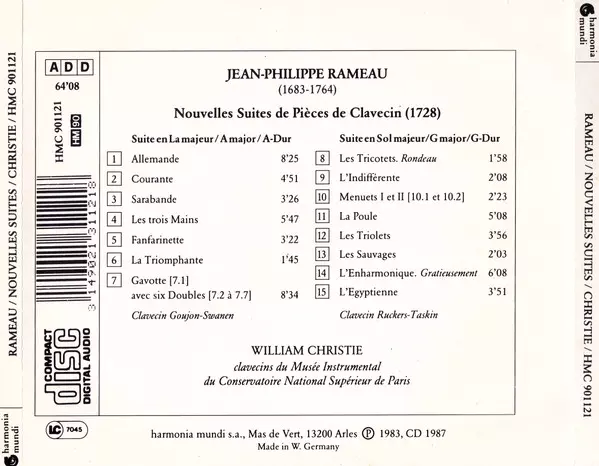 RAMEAU / NOUVELLES SUITES / CHRISTIE / HMC 901121
harmonia mundi
A D D
64'08
HMC 901121
HM 90
3 149021 311218
COMPACT
disc
DIGITAL AUDIO
LC 7045
JEAN-PHILIPPE RAMEAU
(1683-1764)
Nouvelles Suites de Pièces de Clavecin (1728)
Suite en La majeur / A major / A-Dur
1 Allemande 8'25
2 Courante 4'51
3 Sarabande 3'26
4 Les trois Mains 5'47
5 Fanfarinette 3'22
6 La Triomphante 1'45
7 Gavotte [7.1]
avec six Doubles [7.2 à 7.7] 8'34
Clavecin Goujon-Swanen
Suite en Sol majeur/G major/G-Dur
8 Les Tricotets. Rondeau 1'58
9 L'Indifférente 2'08
10 Menuets I et II [10.1 et 10.2] 2'23
11 La Poule 5'08
12 Les Triolets 3'56
13 Les Sauvages 2'03
14 L'Enharmonique. Gratieusement 6'08
15 L'Egyptienne 3'51
Clavecin Ruckers-Taskin
WILLIAM CHRISTIE
clavecins du Musée Instrumental
du Conservatoire National Supérieur de Paris
harmonia mundi s.a., Mas de Vert, 13200 Arles Ⓟ 1983, CD 1987
Made in W. Germany
harmonia mundi
RAMEAU / NOUVELLES SUITES / CHRISTIE / HMC 901121